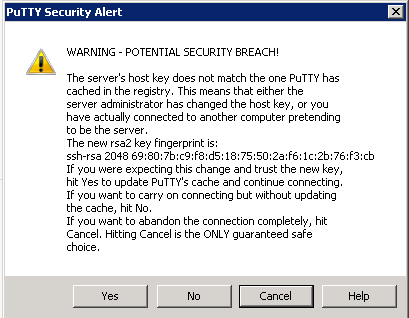 PuTTY Security Alert
WARNING - POTENTIAL SECURITY BREACH!
The server's host key does not match the one PuTTY has
cached in the registry. This means that either the
server administrator has changed the host key, or you
have actually connected to another computer pretending
to be the server.
The new rsa2 key fingerprint is:
ssh-rsa 2048 69:80:7b:c9:f8:d5:18:75:50:2a:f6:1c:2b:76:f3:cb
If you were expecting this change and trust the new key,
hit Yes to update PuTTY's cache and continue connecting.
If you want to carry on connecting but without updating
the cache, hit No.
If you want to abandon the connection completely, hit
Cancel. Hitting Cancel is the ONLY guaranteed safe
choice.
Yes
No
Cancel
Help